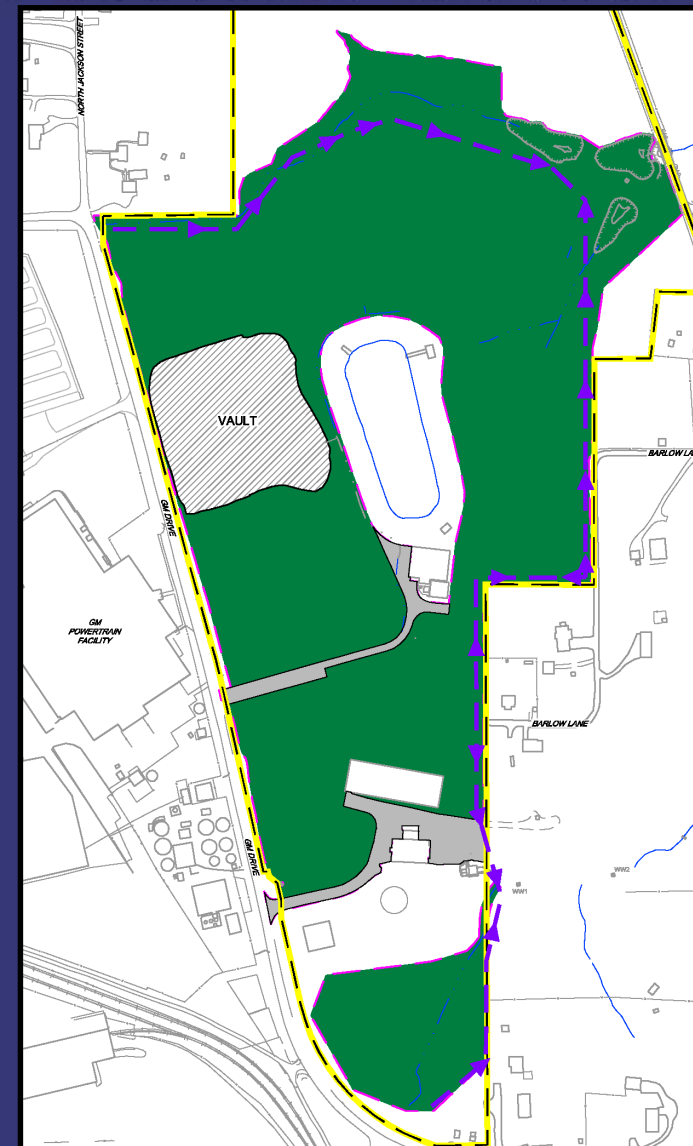 NORTH JACKSON STREET
VAULT
BARLOW LA
GM DRIVE
GM
POWERTRAIN
FACILITY
BARLOW LANE
GM DRIVE
WW2
WW1